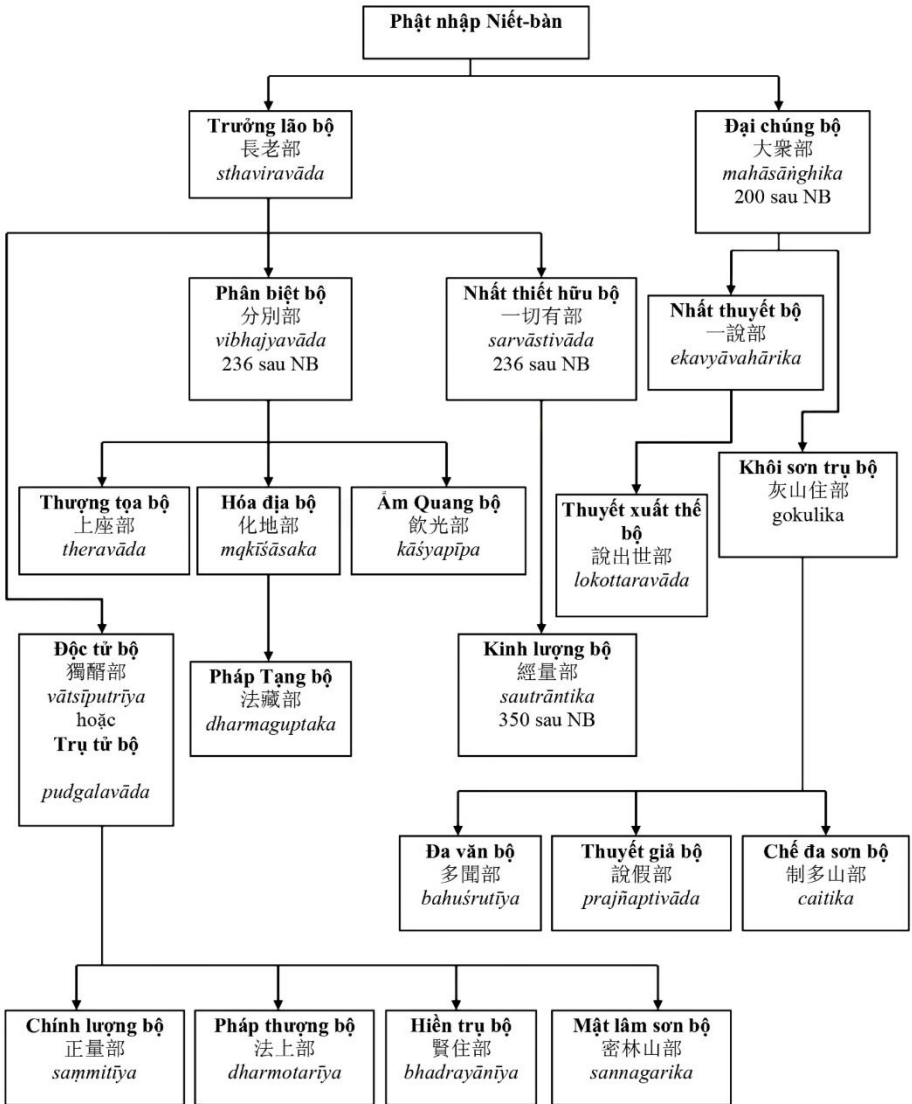 Phật nhập Niết-bàn
Trưởng lão bộ
長老部
sthaviravāda
Đại chúng bộ
大衆部
mahāsāṅghika
200 sau NB
Phân biệt bộ
分別部
vibhajyavāda
236 sau NB
Nhất thiết hữu bộ
一切有部
sarvāstivāda
236 sau NB
Nhất thuyết bộ
一說部
ekavyāvahārika
Thượng tọa bộ
上座部
theravāda
Hóa địa bộ
化地部
mqkīśāsaka
Ẩm Quang bộ
飲光部
kāśyapīpa
Thuyết xuất thế
bộ
說出世部
lokottaravāda
Khôi sơn trụ bộ
灰山住部
gokulika
Độc tử bộ
獨醑部
vātsīputrīya
hoặc
Trụ tử bộ
pudgalavāda
Pháp Tạng bộ
法藏部
dharmaguptaka
Kinh lượng bộ
經量部
sautrāntika
350 sau NB
Đa văn bộ
多聞部
bahuśrutīya
Thuyết giả bộ
說假部
prajñaptivāda
Chế đa sơn bộ
制多山部
caitika
Chính lượng bộ
正量部
saṃmitīya
Pháp thượng bộ
法上部
dharmotarīya
Hiền trụ bộ
賢住部
bhadrayānīya
Mật lâm sơn bộ
密林山部
sannagarika